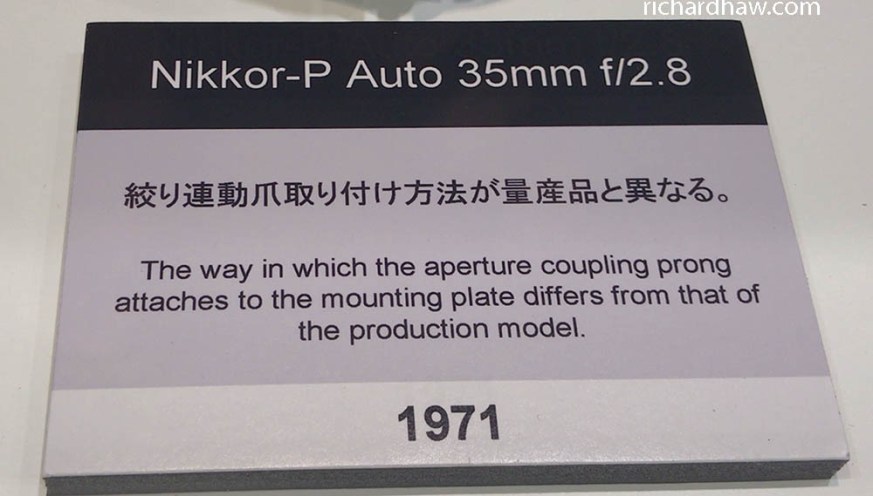 richardhaw.com
Nikkor-P Auto 35mm f/2.8
絞り連動爪取り付け方法が量産品と異なる。
The way in which the aperture coupling prong
attaches to the mounting plate differs from that of
the production model.
1971